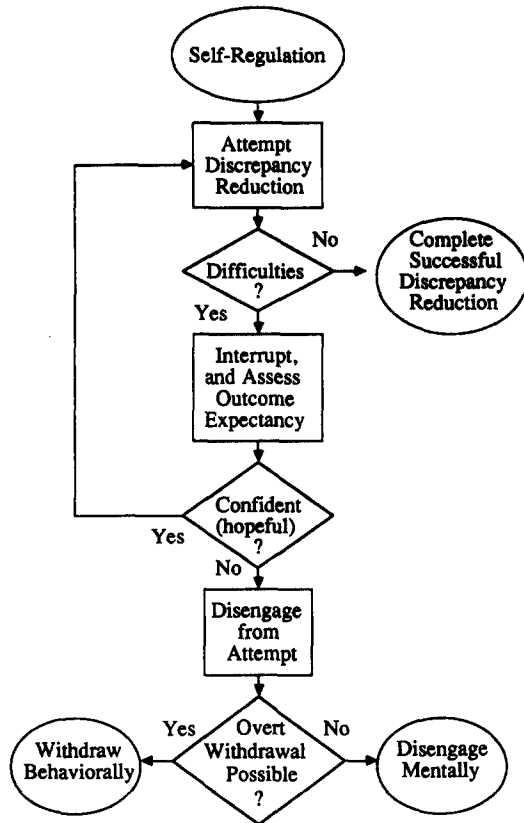 Self-Regulation
Attempt
Discrepancy
Reduction
No
Difficulties
?
Complete
Successful
Discrepancy
Reduction
Yes
Interrupt,
and Assess
Outcome
Expectancy
Confident
(hopeful)
?
Yes
No
Disengage
from
Attempt
Yes
Overt
Withdrawal
Possible
?
No
Withdraw
Behaviorally
Disengage
Mentally